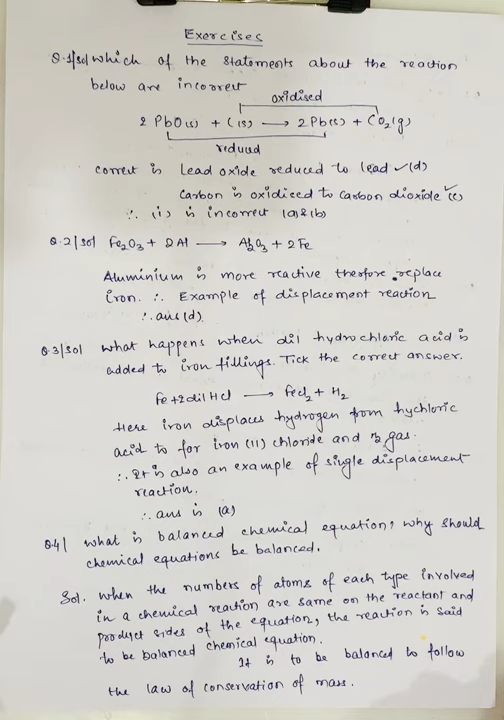 Exercises
Q.1/sol which of the statements about the reaction
below are incorrect
oxidised
2 PbO(s) + C(s) → 2 Pb(s) + CO2(g)
reduced
correct is Lead oxide reduced to lead ✓(d)
Carbon is oxidised to Carbon dioxide ✓(c)
∴ (i) is incorrect (a)&(b)
Q.2/sol Fe2O3 + 2Al → Al2O3 + 2Fe
Aluminium is more reactive therfore replace
iron. ∴ Example of displacement reaction
∴ ans (d)
Q.3/sol what happens when dil hydrochloric acid is
added to iron fillings. Tick the correct answer.
Fe + 2dil HCl → FeCl2 + H2
Here iron displaces hydrogen from hychloric
acid to for iron (II) chloride and H2 gas.
∴ It is also an example of single displacement
reaction.
∴ ans is (a)
Q4/ what is balanced chemical equation, why should
chemical equations be balanced.
Sol. when the numbers of atoms of each type involved
in a chemical reaction are same on the reactant and
product sides of the equation, the reaction is said
to be balanced chemical equation.
It is to be balanced to follow
the law of conservation of mass.